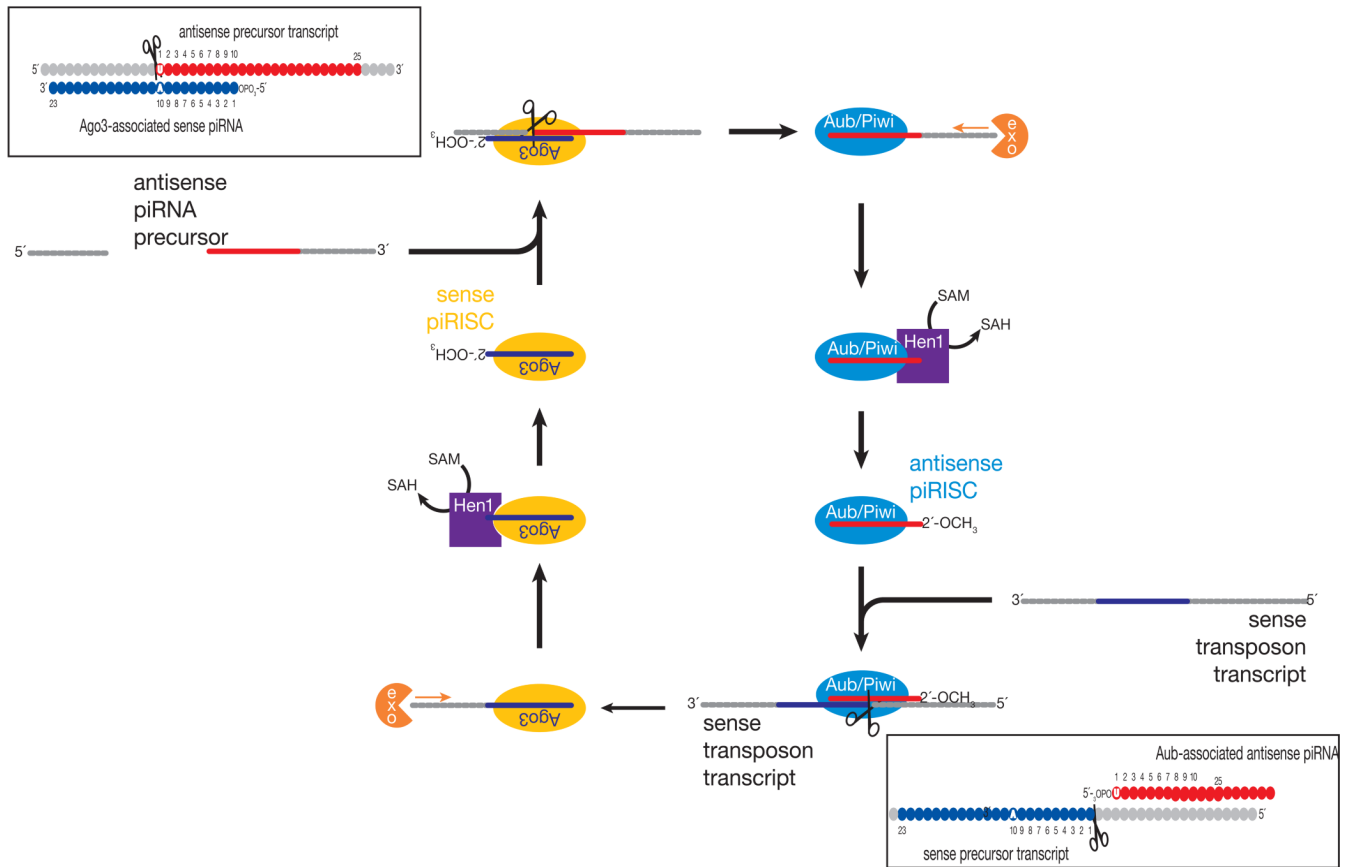 antisense precursor transcript
1 2 3 4 5 6 7 8 9 10 25
5´ U 3´
3´ A OPO3-5´
23 10 9 8 7 6 5 4 3 2 1
Ago3-associated sense piRNA
2´-OCH3
Ago3
Aub/Piwi
exo
antisense
piRNA
precursor
5´ 3´
sense
piRISC
2´-OCH3
Ago3
Aub/Piwi
Hen1
SAM
SAH
SAM
SAH
Hen1
Ago3
antisense
piRISC
Aub/Piwi
2´-OCH3
3´ 5´
sense
transposon
transcript
exo
Ago3
3´ Aub/Piwi 2´-OCH3 5´
sense
transposon
transcript
Aub-associated antisense piRNA
1 2 3 4 5 6 7 8 9 10 25
5´-3OPO U
A 5´
23 10 9 8 7 6 5 4 3 2 1
sense precursor transcript